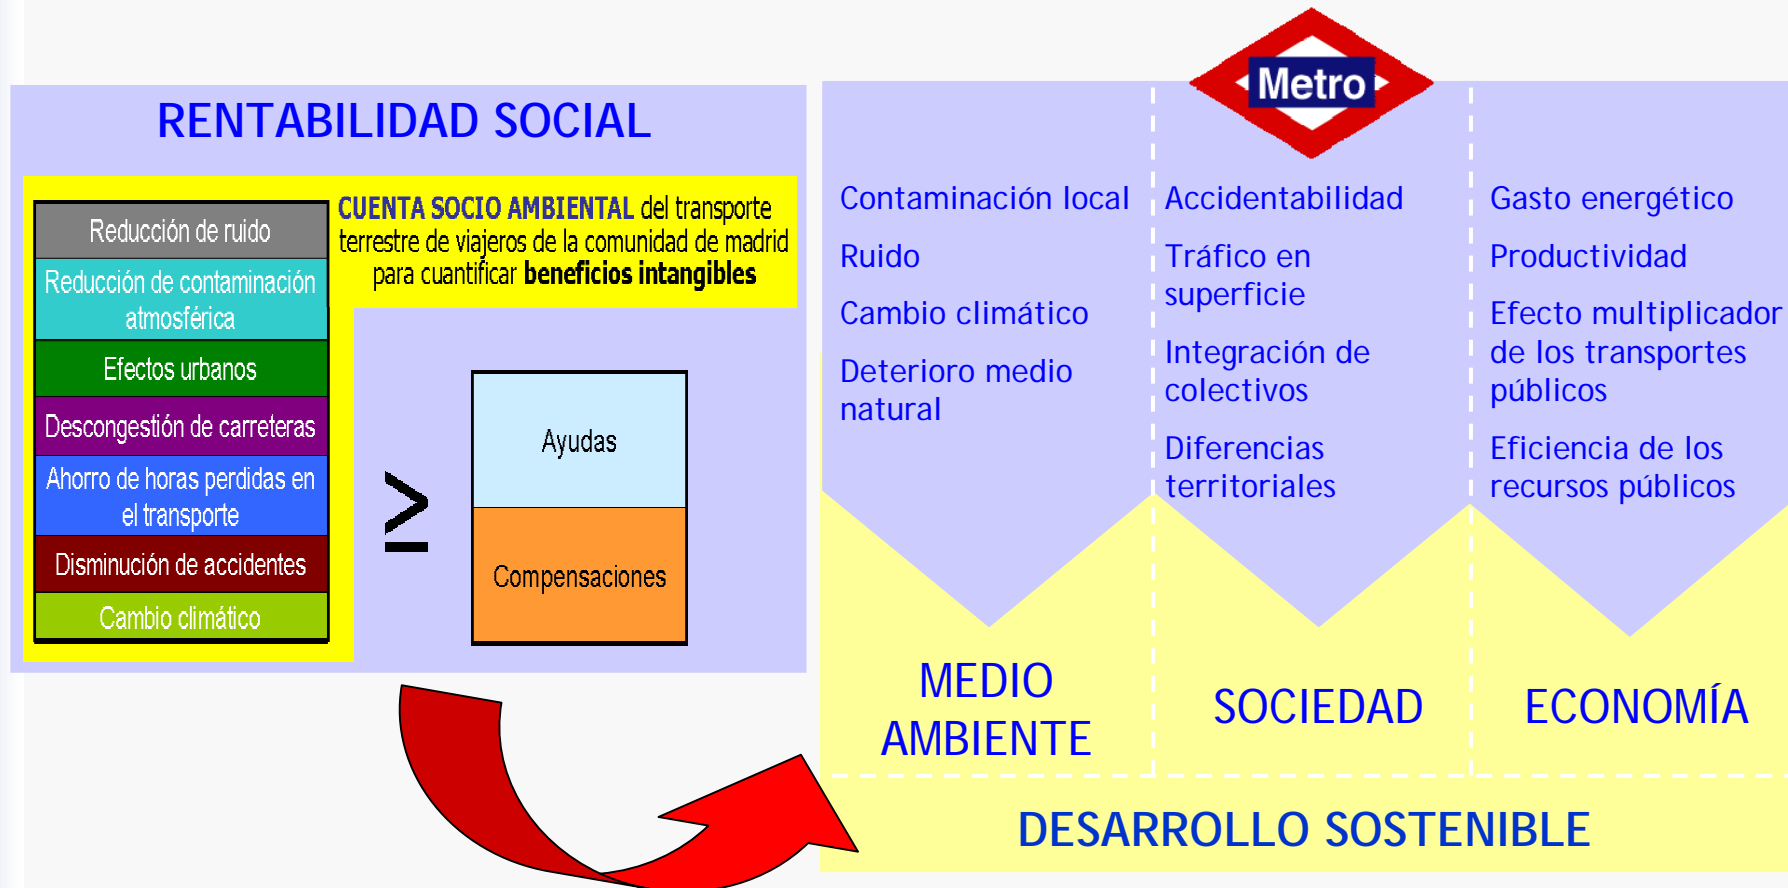 RENTABILIDAD SOCIAL
CUENTA SOCIO AMBIENTAL del transporte
terrestre de viajeros de la comunidad de madrid
para cuantificar beneficios intangibles
Reducción de ruido
Reducción de contaminación
atmosférica
Efectos urbanos
Descongestión de carreteras
Ahorro de horas perdidas en
el transporte
Disminución de accidentes
Cambio climático
≥
Ayudas
Compensaciones
Metro
Contaminación local
Ruido
Cambio climático
Deterioro medio
natural
Accidentabilidad
Tráfico en
superficie
Integración de
colectivos
Diferencias
territoriales
Gasto energético
Productividad
Efecto multiplicador
de los transportes
públicos
Eficiencia de los
recursos públicos
MEDIO
AMBIENTE
SOCIEDAD
ECONOMÍA
DESARROLLO SOSTENIBLE